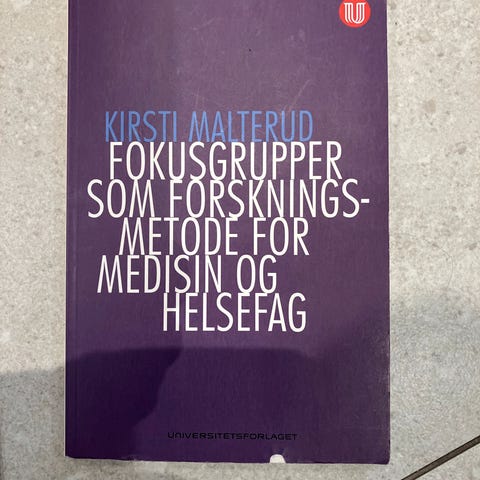 KIRSTI MALTERUD
FOKUSGRUPPER
SOM FORSKNINGS-
METODE FOR
MEDISIN OG
HELSEFAG
UNIVERSITETSFORLAGET